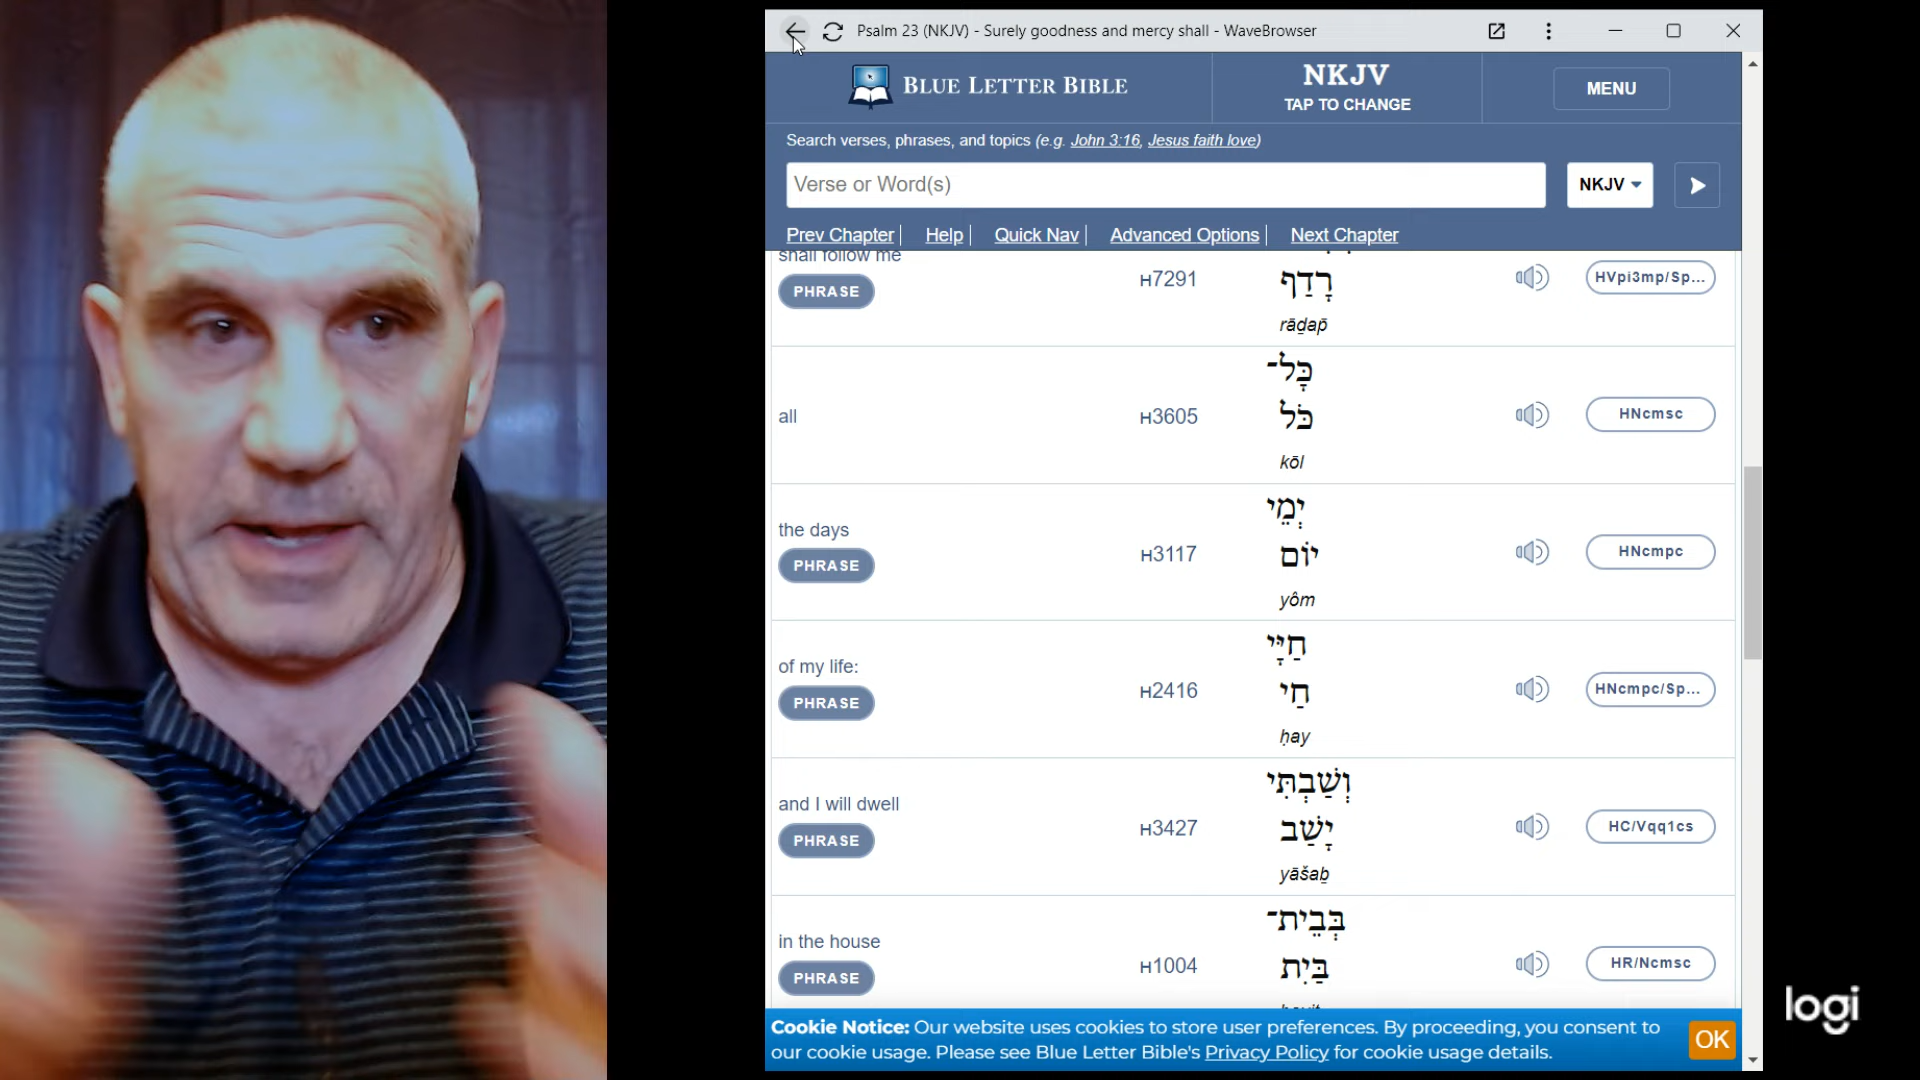 Psalm 23 (NKJV) - Surely goodness and mercy shall - WaveBrowser
BLUE LETTER BIBLE
NKJV
TAP TO CHANGE
MENU
Search verses, phrases, and topics (e.g. John 3:16, Jesus faith love)
Verse or Word(s)
NKJV
Prev Chapter | Help | Quick Nav | Advanced Options | Next Chapter
shall follow me
PHRASE
H7291
רָדַף
rāḏap̄
HVpi3mp/Sp...
all
H3605
כָּל־
כֹּל
kōl
HNcmsc
the days
PHRASE
H3117
יְמֵי
יוֹם
yôm
HNcmpc
of my life:
PHRASE
H2416
חַיָּי
חַי
ḥay
HNcmpc/Sp...
and I will dwell
PHRASE
H3427
וְשַׁבְתִּי
יָשַׁב
yāšaḇ
HC/Vqq1cs
in the house
PHRASE
H1004
בְּבֵית־
בַּיִת
HR/Ncmsc
Cookie Notice: Our website uses cookies to store user preferences. By proceeding, you consent to
our cookie usage. Please see Blue Letter Bible's Privacy Policy for cookie usage details.
OK
logi